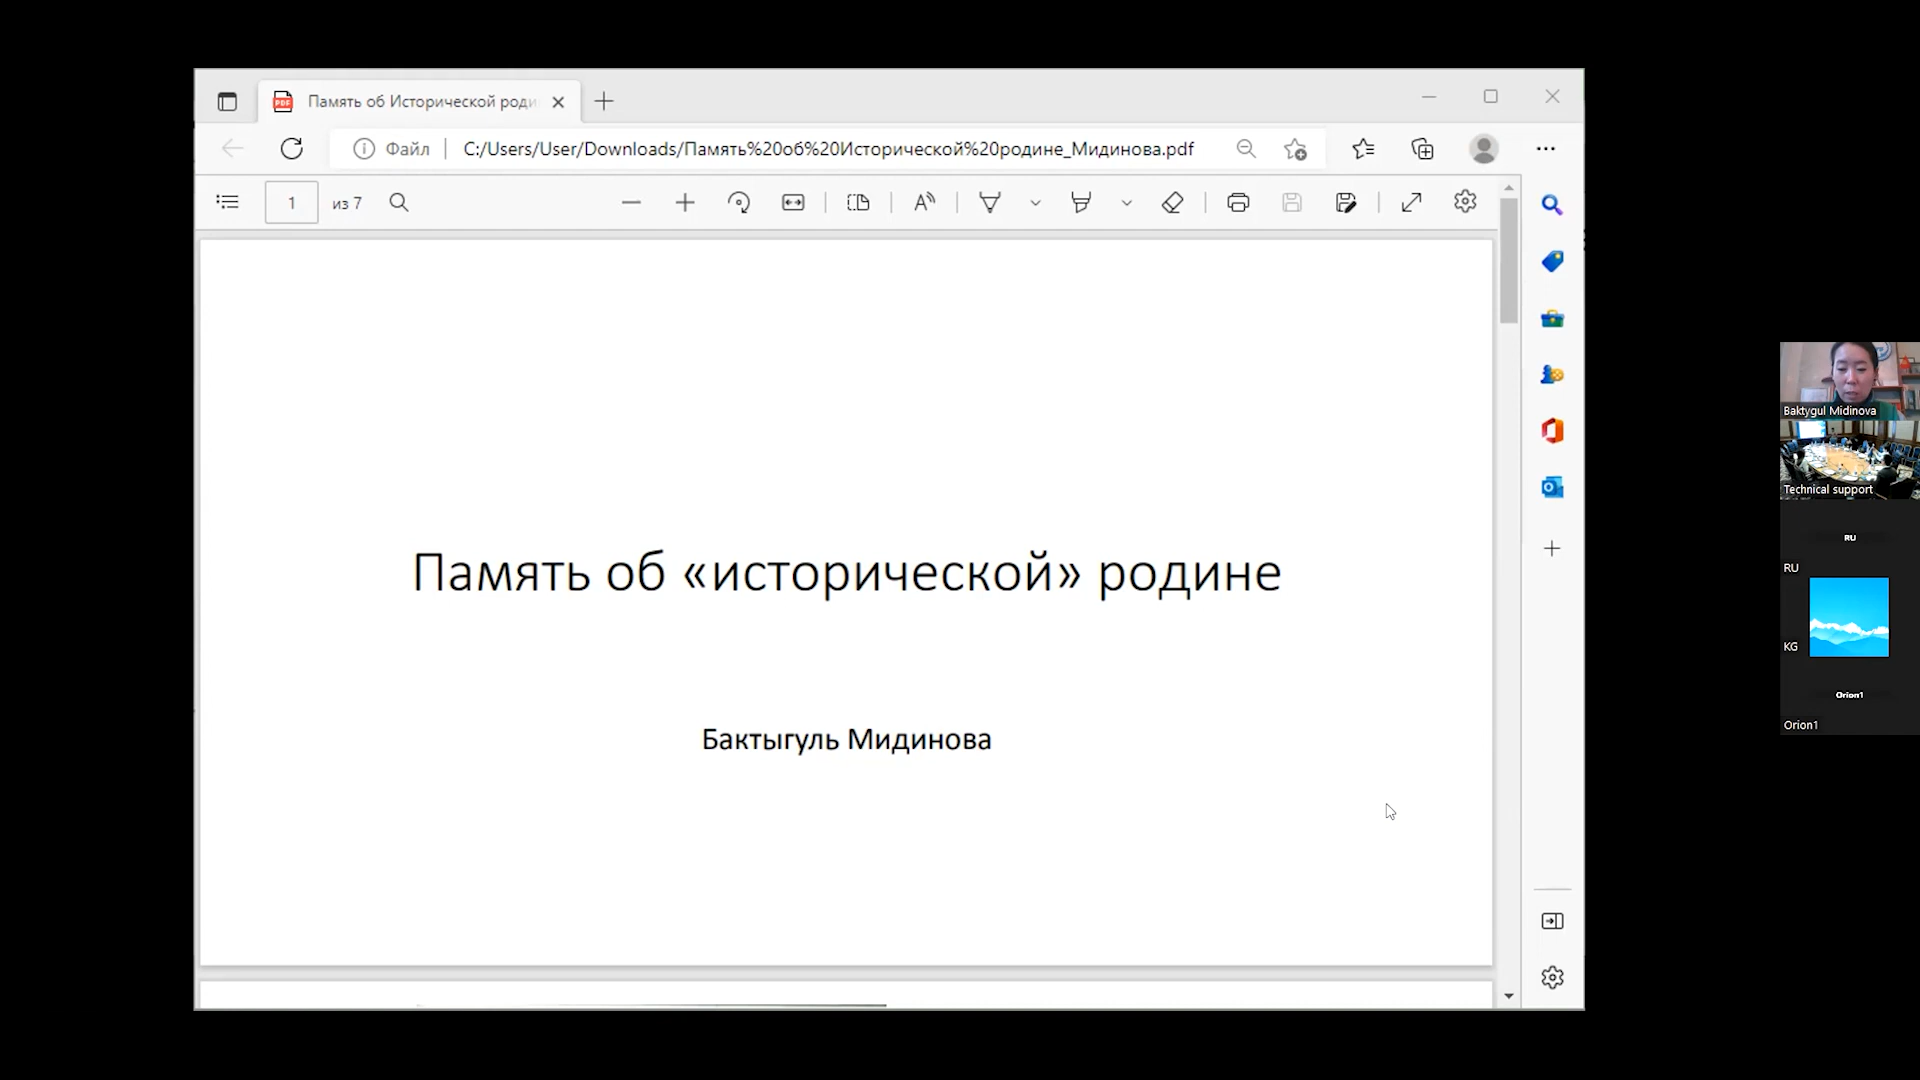 Память об Исторической роди
Файл
C:/Users/User/Downloads/Память%20об%20Исторической%20родине_Мидинова.pdf
1 из 7
Память об «исторической» родине
Бактыгуль Мидинова
Baktygul Midinova
Technical support
RU
RU
KG
Orion1
Orion1